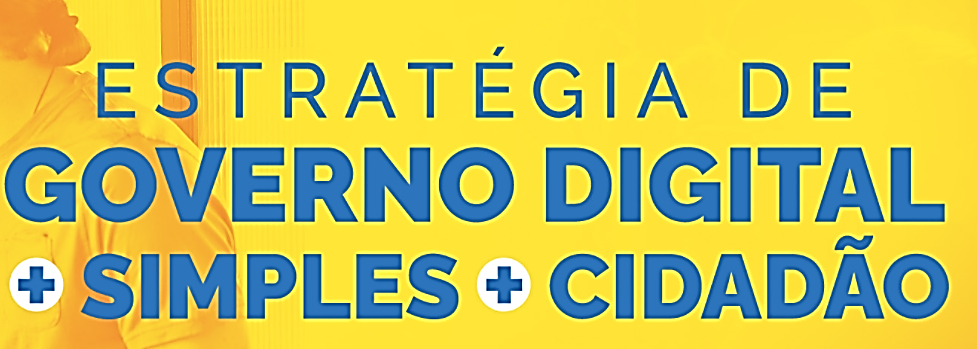 ESTRATÉGIA DE
GOVERNO DIGITAL
+ SIMPLES + CIDADÃO